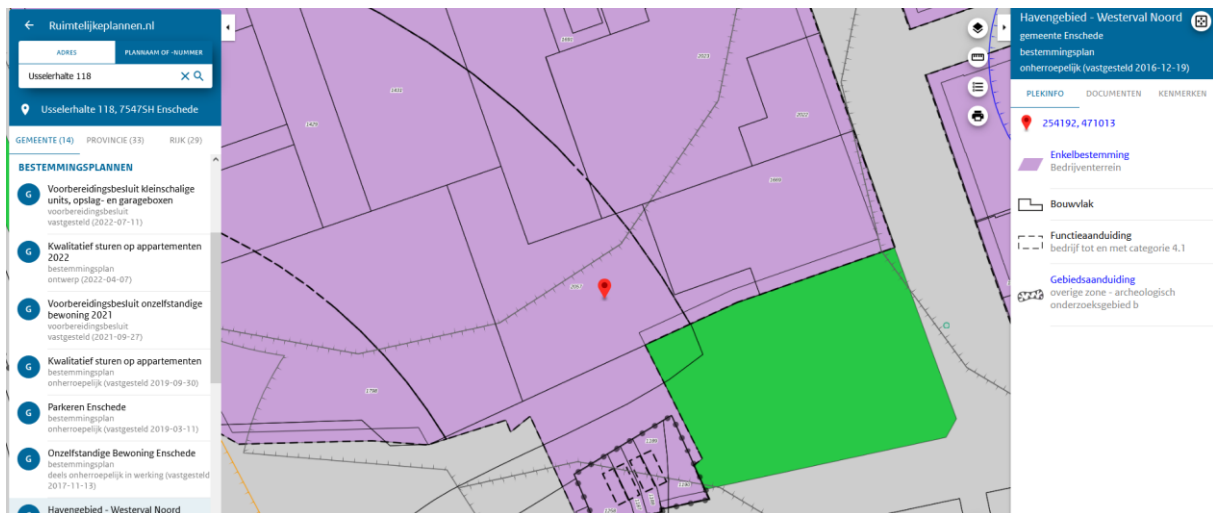 Ruimtelijkeplannen.nl
ADRES
PLANNAAM OF -NUMMER
Usselerhalte 118
Usselerhalte 118, 7547SH Enschede
GEMEENTE (14)
PROVINCIE (33)
RIJK (29)
BESTEMMINGSPLANNEN
G
Voorbereidingsbesluit kleinschalige
units, opslag- en garageboxen
voorbereidingsbesluit
vastgesteld (2022-07-11)
G
Kwalitatief sturen op appartementen
2022
bestemmingsplan
ontwerp (2022-04-07)
G
Voorbereidingsbesluit onzelfstandige
bewoning 2021
voorbereidingsbesluit
vastgesteld (2021-09-27)
G
Kwalitatief sturen op appartementen
bestemmingsplan
onherroepelijk (vastgesteld 2019-09-30)
G
Parkeren Enschede
bestemmingsplan
onherroepelijk (vastgesteld 2019-03-11)
G
Onzelfstandige Bewoning Enschede
bestemmingsplan
deels onherroepelijk in werking (vastgesteld
2017-11-13)
G
Havengebied - Westerval Noord
Havengebied - Westerval Noord
gemeente Enschede
bestemmingsplan
onherroepelijk (vastgesteld 2016-12-19)
PLEKINFO
DOCUMENTEN
KENMERKEN
254192, 471013
Enkelbestemming
Bedrijventerrein
Bouwvlak
Functieaanduiding
bedrijf tot en met categorie 4.1
Gebiedsaanduiding
overige zone - archeologisch
onderzoeksgebied b